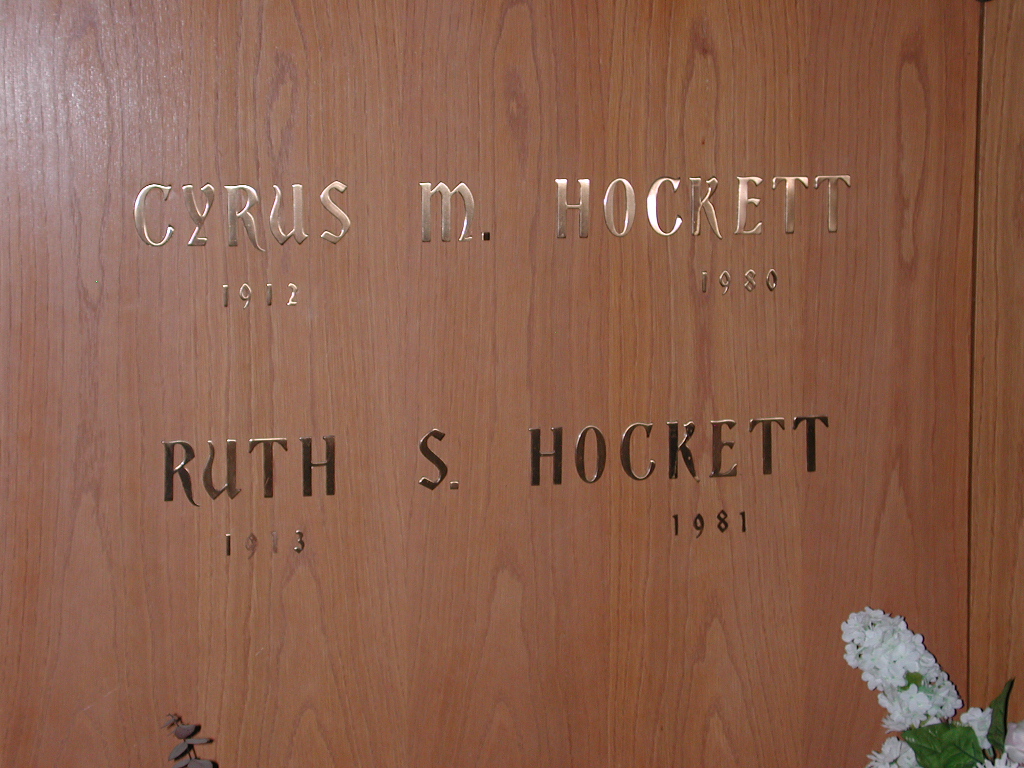 CYRUS M. HOCKETT
1912 1980
RUTH S. HOCKETT
1913 1981